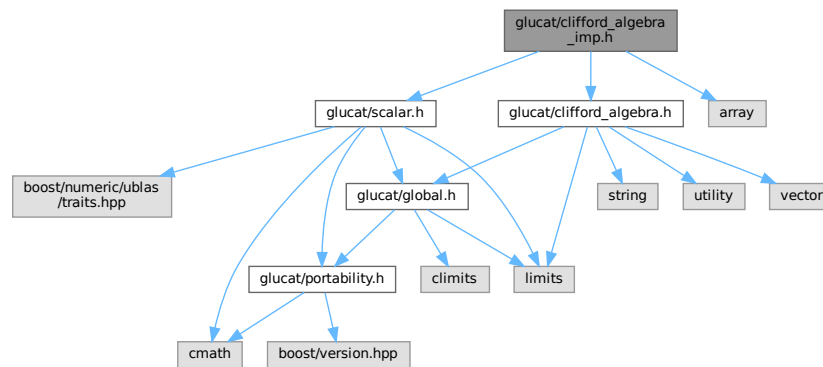 glucat/clifford_algebra
_imp.h
glucat/scalar.h
glucat/clifford_algebra.h
array
boost/numeric/ublas
/traits.hpp
glucat/global.h
string
utility
vector
glucat/portability.h
climits
limits
cmath
boost/version.hpp